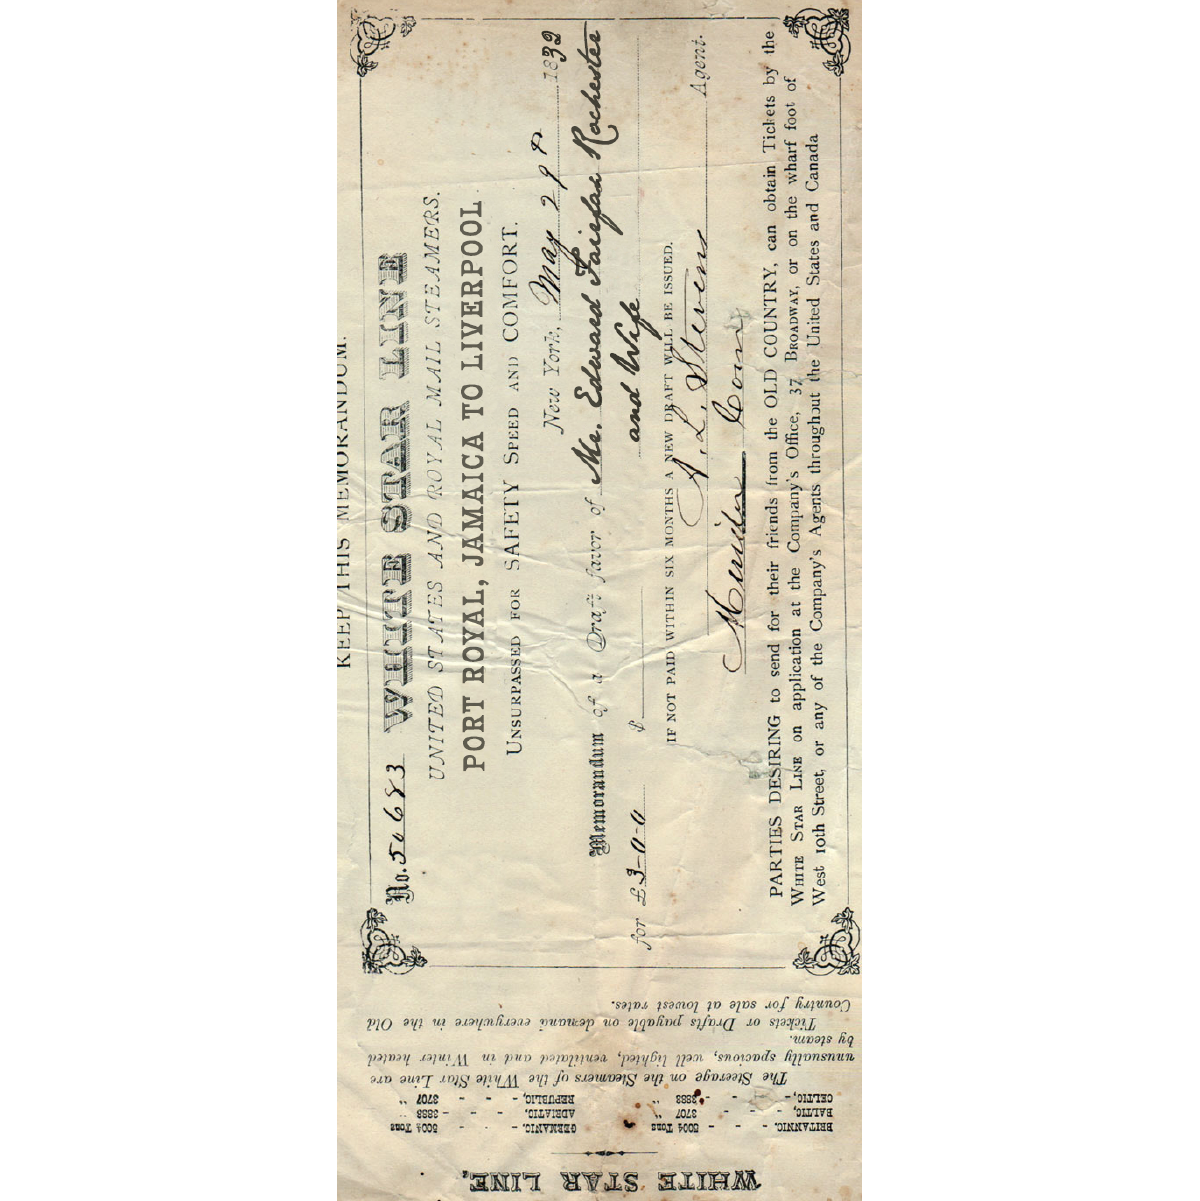 KEEP THIS MEMORANDUM.
No. 50683 WHITE STAR LINE
UNITED STATES AND ROYAL MAIL STEAMERS.
PORT ROYAL, JAMAICA TO LIVERPOOL
UNSURPASSED FOR SAFETY SPEED AND COMFORT.
New York, May 29 1832
Memorandum of a Draft favor of Mr. Edward Fairfax Rochester
for £3-0-0 $ and Wife
IF NOT PAID WITHIN SIX MONTHS A NEW DRAFT WILL BE ISSUED.
A. L. Stevens Agent.
Conn
PARTIES DESIRING to send for their friends from the OLD COUNTRY, can obtain Tickets by the
WHITE STAR LINE on application at the Company's Office, 37 BROADWAY, or on the wharf foot of
West 10th Street, or any of the Company's Agents throughout the United States and Canada
WHITE STAR LINE,
BRITANNIC. - - - 5004 Tons GERMANIC. - - - 5004 Tons
BALTIC, - - - 3707 " ADRIATIC, - - - 3888 "
CELTIC, - - - 3888 " REPUBLIC, - - - 3707 "
The Steerage on the Steamers of the White Star Line are
unusually spacious, well lighted, ventilated and in Winter heated
by steam.
Tickets or Drafts payable on demand everywhere in the Old
Country for sale at lowest rates.